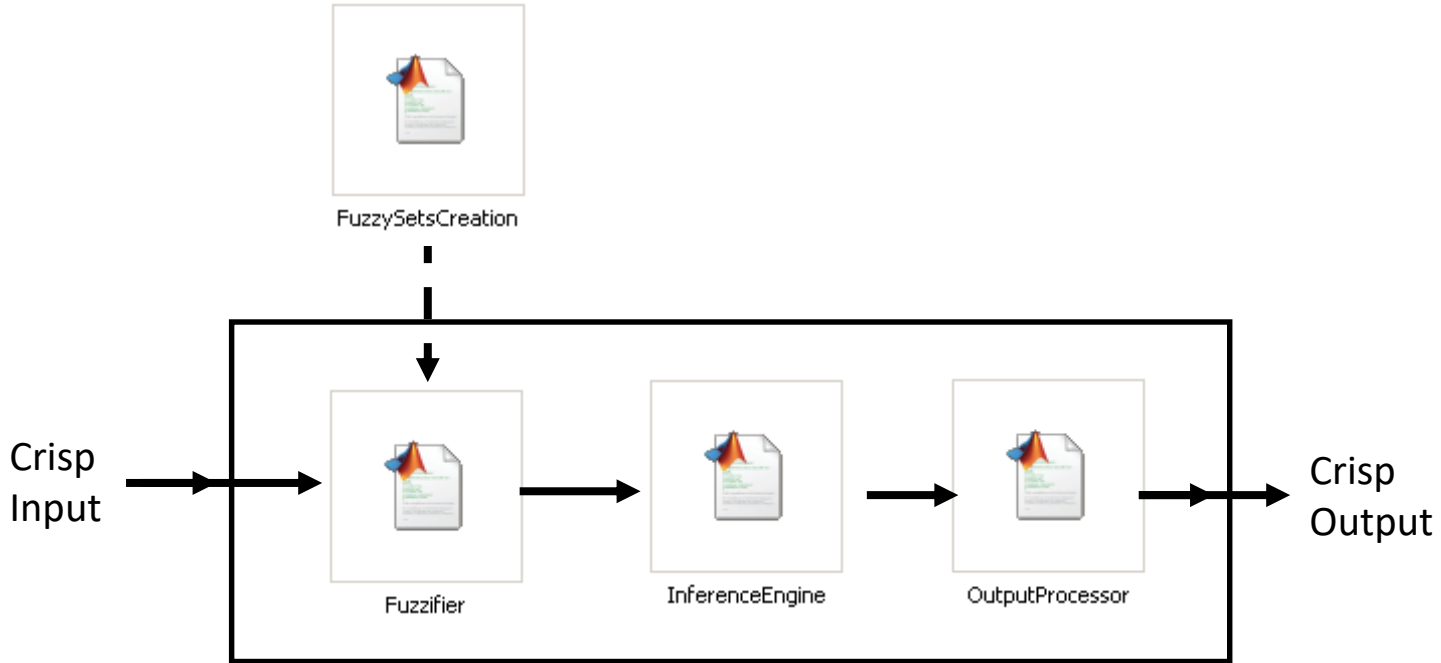 FuzzySetsCreation
Crisp
Input
Fuzzifier
InferenceEngine
OutputProcessor
Crisp
Output